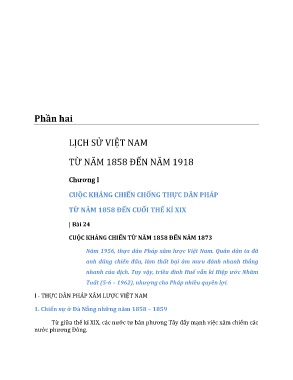 Phần hai
LỊCH SỬ VIỆT NAM
TỪ NĂM 1858 ĐẾN NĂM 1918
Chương I
CUỘC KHÁNG CHIẾN CHỐNG THỰC DÂN PHÁP
TỪ NĂM 1858 ĐẾN CUỐI THẾ KỈ XIX
| Bài 24
CUỘC KHÁNG CHIẾN TỪ NĂM 1858 ĐẾN NĂM 1873
Năm 1956, thực dân Pháp xâm lược Việt Nam. Quân dân ta đã
anh dũng chiến đấu, làm thất bại âm mưu đánh nhanh thắng
nhanh của địch. Tuy vậy, triều đình Huế vẫn kí Hiệp ước Nhâm
Tuất (5-6 – 1962), nhượng cho Pháp nhiều quyền lợi.
I - THỰC DÂN PHÁP XÂM LƯỢC VIỆT NAM
1. Chiến sự ở Đà Nẵng những năm 1858 – 1859
Từ giữa thế kỉ XIX, các nước tư bản phương Tây đẩy mạnh việc xâm chiếm các
nước phương Đông.